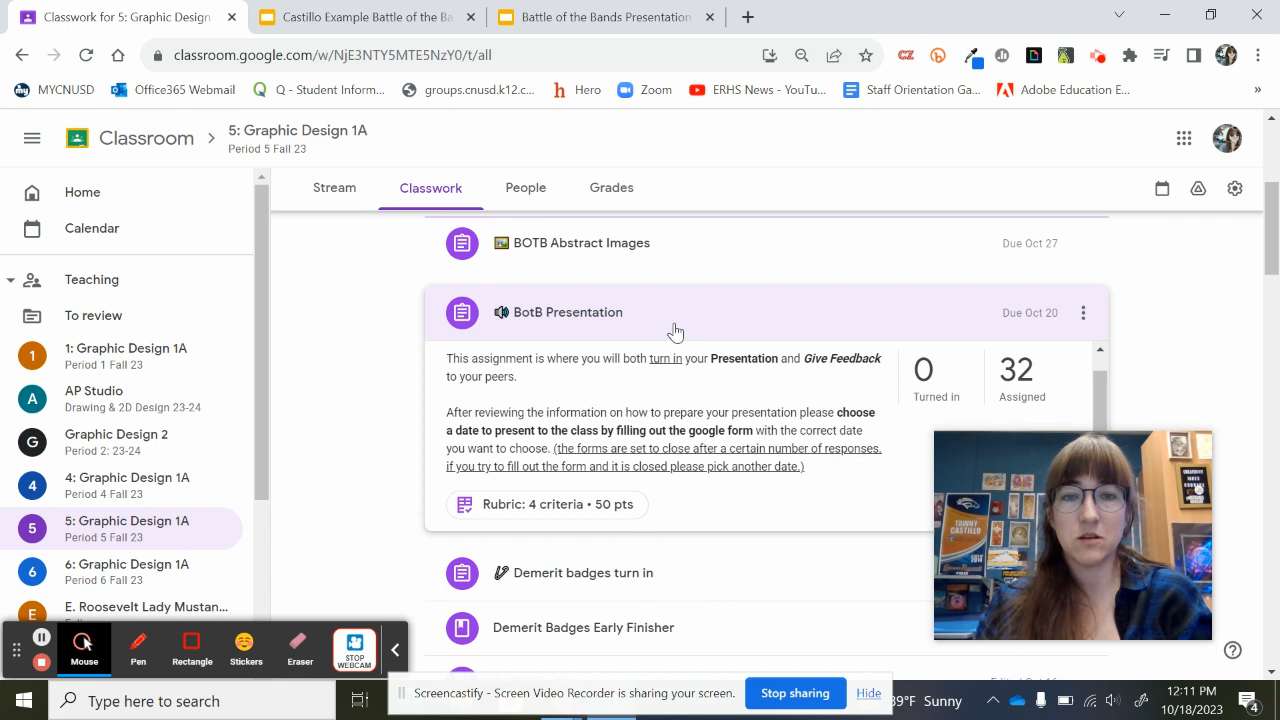 Classroom for 5: Graphic Design
Castillo Example Battle of the Ba
Battle of the Bands Presentation
classroom.google.com/w/NjE3NTY5MTE5NzY0/t/all
MYCNUSD
Office365 Webmail
Q - Student Inform...
groups.cnusd.k12.c...
Hero
Zoom
ERHS News - YouTu...
Staff Orientation Ga...
Adobe Education E...
»
Classroom
5: Graphic Design 1A
Period 5 Fall 23
Stream
Classwork
People
Grades
Home
Calendar
Teaching
To review
1
1: Graphic Design 1A
Period 1 Fall 23
A
AP Studio
Drawing & 2D Design 23-24
G
Graphic Design 2
Period 2: 23-24
4
4: Graphic Design 1A
Period 4 Fall 23
5
5: Graphic Design 1A
Period 5 Fall 23
6
6: Graphic Design 1A
Period 6 Fall 23
E
E. Roosevelt Lady Mustan...
BOTB Abstract Images
Due Oct 27
BotB Presentation
Due Oct 20
This assignment is where you will both turn in your Presentation and Give Feedback
to your peers.
After reviewing the information on how to prepare your presentation please choose
a date to present to the class by filling out the google form with the correct date
you want to choose. (the forms are set to close after a certain number of responses.
if you try to fill out the form and it is closed please pick another date.)
0
Turned in
32
Assigned
Rubric: 4 criteria • 50 pts
Demerit badges turn in
Demerit Badges Early Finisher
TAWNY
CASTILLO
Mouse
Pen
Rectangle
Stickers
Eraser
STOP
WEBCAM
Screencastify - Screen Video Recorder is sharing your screen.
Stop sharing
Hide
Type here to search
Sunny
12:11 PM
10/18/2023
4